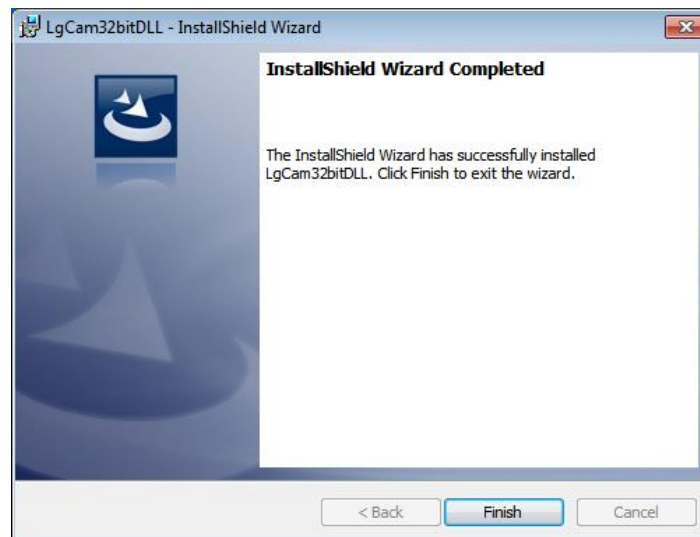 LgCam32bitDLL - InstallShield Wizard
InstallShield Wizard Completed
The InstallShield Wizard has successfully installed
LgCam32bitDLL. Click Finish to exit the wizard.
< Back
Finish
Cancel